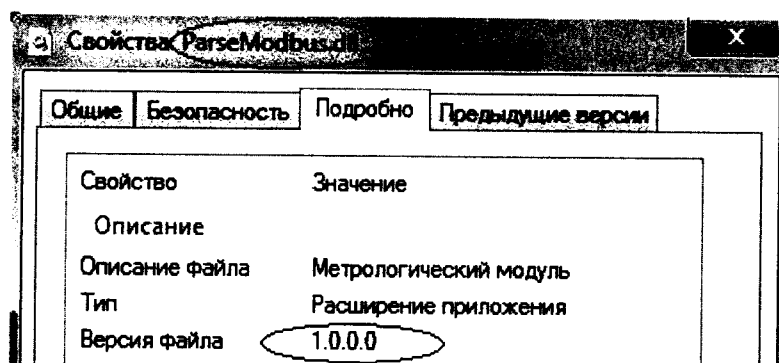 Свойства: ParseModbus.dll
Общие Безопасность Подробно Предыдущие версии
Свойство Значение
Описание
Описание файла Метрологический модуль
Тип Расширение приложения
Версия файла 1.0.0.0